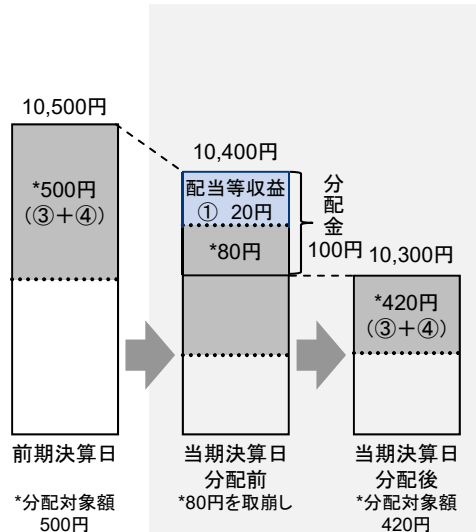 10,500円
*500円
(③+④)
前期決算日
*分配対象額
500円
10,400円
配当等収益
① 20円
*80円
分配金
100円
当期決算日
分配前
*80円を取崩し
10,300円
*420円
(③+④)
当期決算日
分配後
*分配対象額
420円